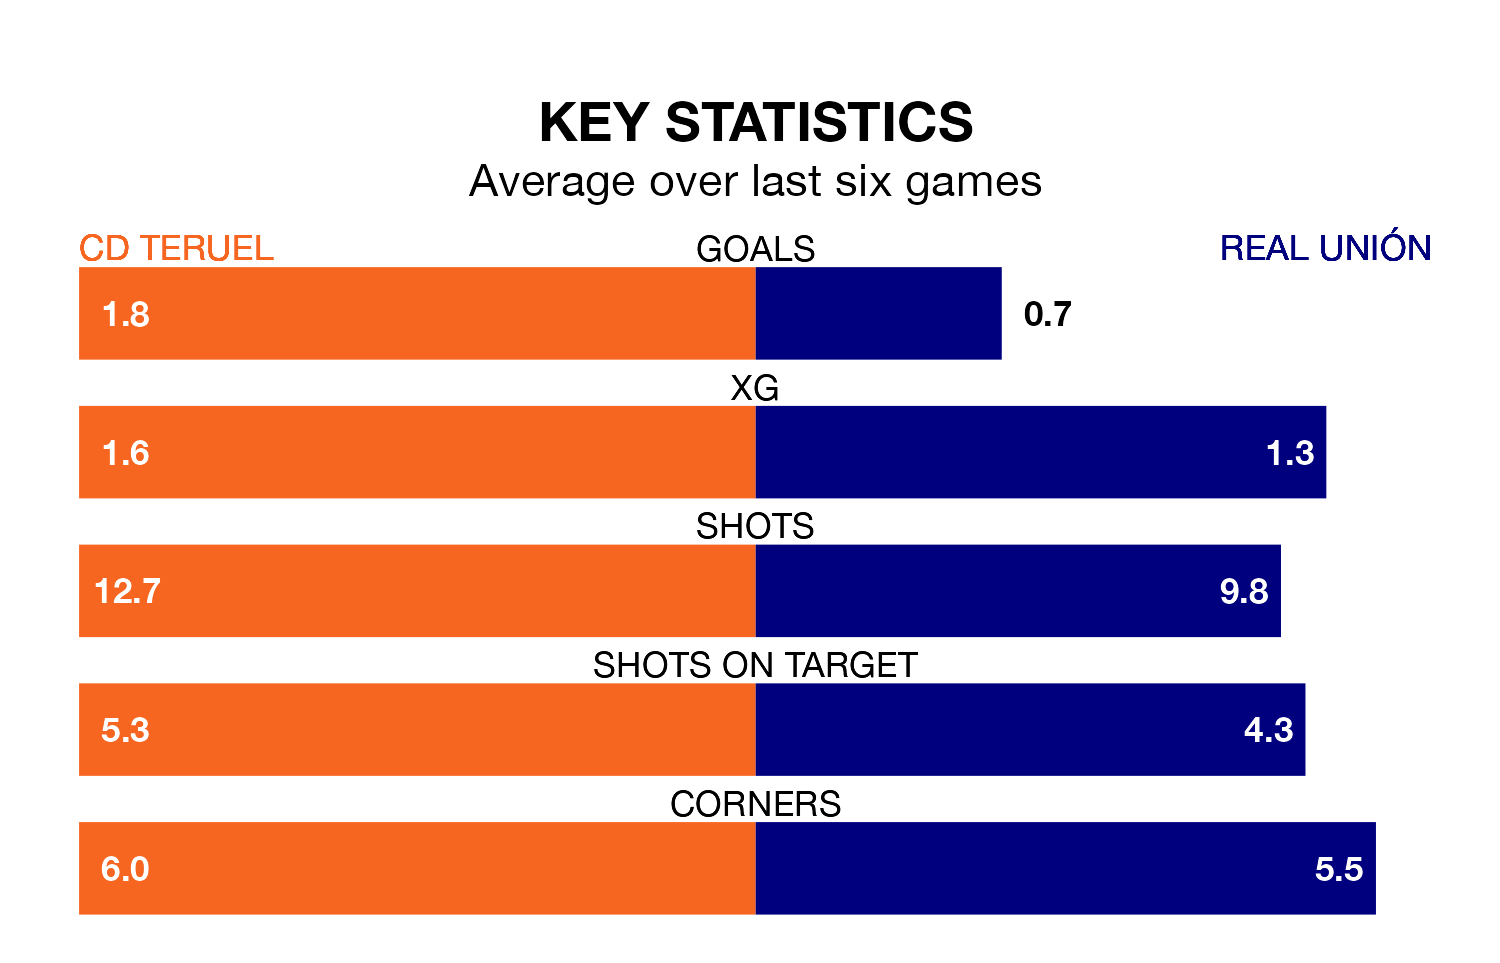 KEY STATISTICS
Average over last six games
CD TERUEL GOALS REAL UNIÓN
1.8 0.7
XG
1.6 1.3
SHOTS
12.7 9.8
SHOTS ON TARGET
5.3 4.3
CORNERS
6.0 5.5